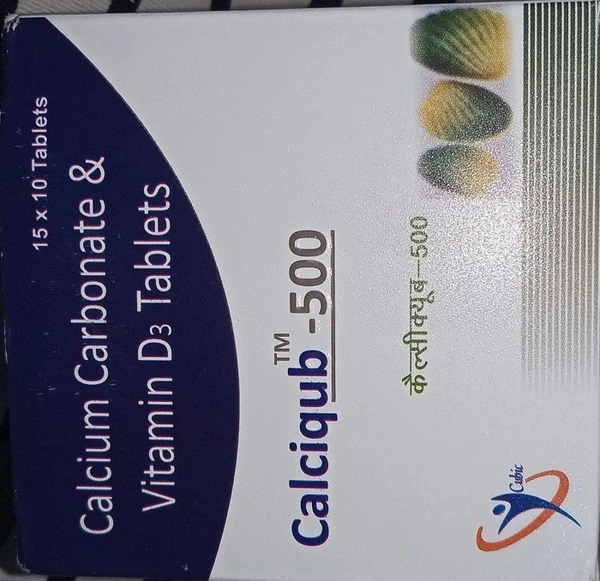 15 x 10 Tablets
Calcium Carbonate &
Vitamin D3 Tablets
Calciqub™-500
कैल्सीक्यूब-500
Cubic